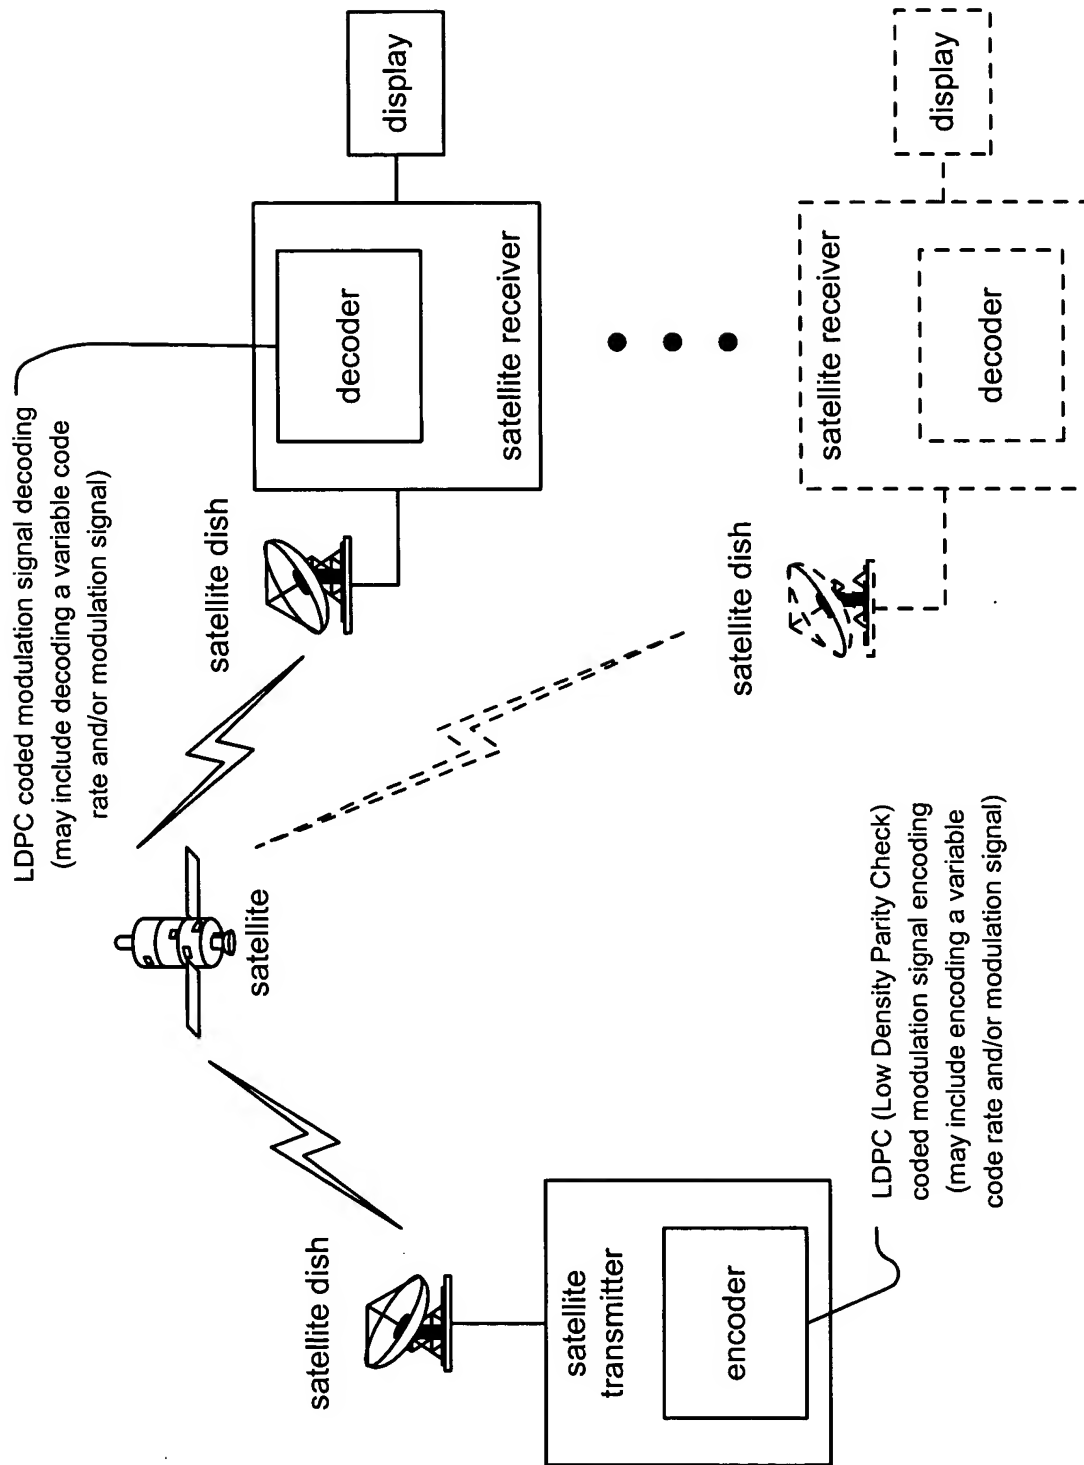 LDPC coded modulation signal decoding
(may include decoding a variable code
rate and/or modulation signal)
satellite
satellite dish
decoder
satellite receiver
display
satellite dish
satellite
transmitter
encoder
LDPC (Low Density Parity Check)
coded modulation signal encoding
(may include encoding a variable
code rate and/or modulation signal)
satellite dish
satellite receiver
decoder
display